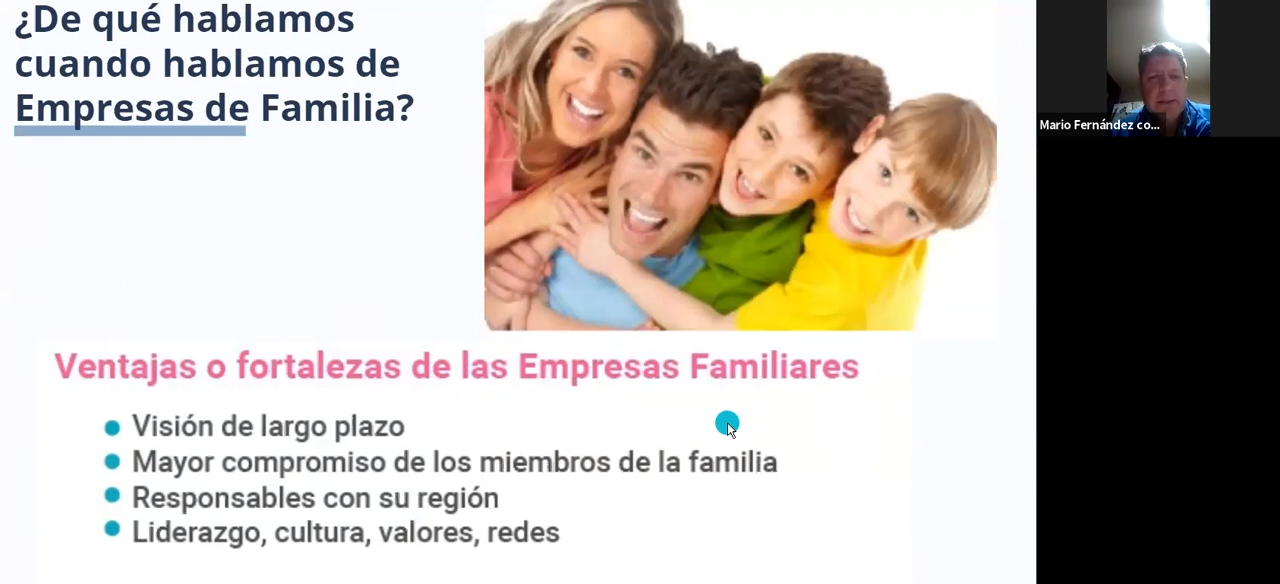 ¿De qué hablamos
cuando hablamos de
Empresas de Familia?
Mario Fernández co...
Ventajas o fortalezas de las Empresas Familiares
Visión de largo plazo
Mayor compromiso de los miembros de la familia
Responsables con su región
Liderazgo, cultura, valores, redes